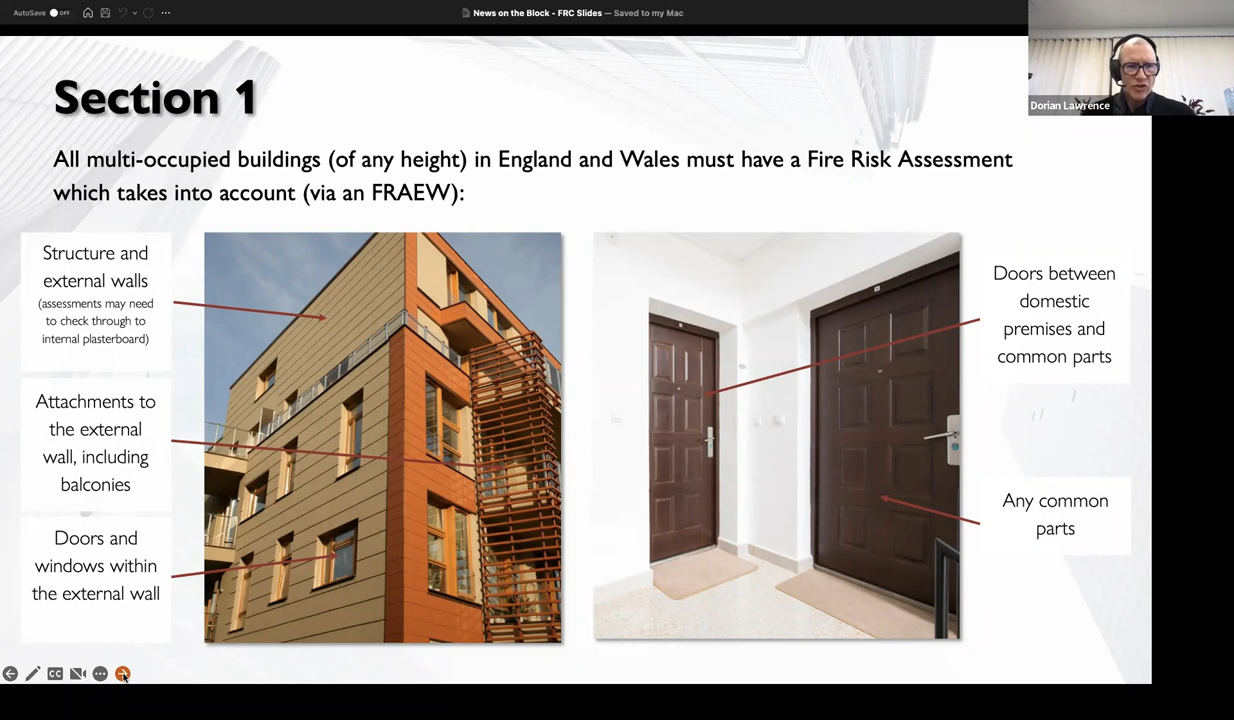 AutoSave OFF
News on the Block - FRC Slides — Saved to my Mac
Dorian Lawrence
Section 1
All multi-occupied buildings (of any height) in England and Wales must have a Fire Risk Assessment
which takes into account (via an FRAEW):
Structure and
external walls
(assessments may need
to check through to
internal plasterboard)
Attachments to
the external
wall, including
balconies
Doors and
windows within
the external wall
Doors between
domestic
premises and
common parts
Any common
parts
CC